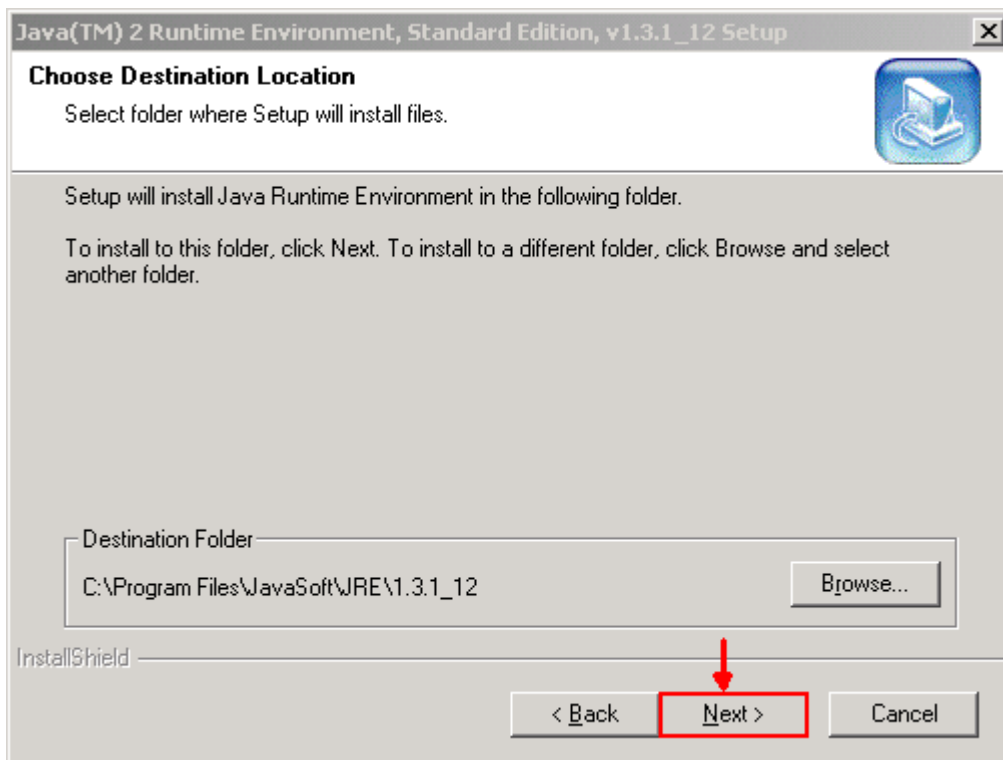 Java(TM) 2 Runtime Environment, Standard Edition, v1.3.1_12 Setup
Choose Destination Location
Select folder where Setup will install files.
Setup will install Java Runtime Environment in the following folder.
To install to this folder, click Next. To install to a different folder, click Browse and select
another folder.
Destination Folder
C:\Program Files\JavaSoft\JRE\1.3.1_12
Browse...
InstallShield
< Back
Next >
Cancel